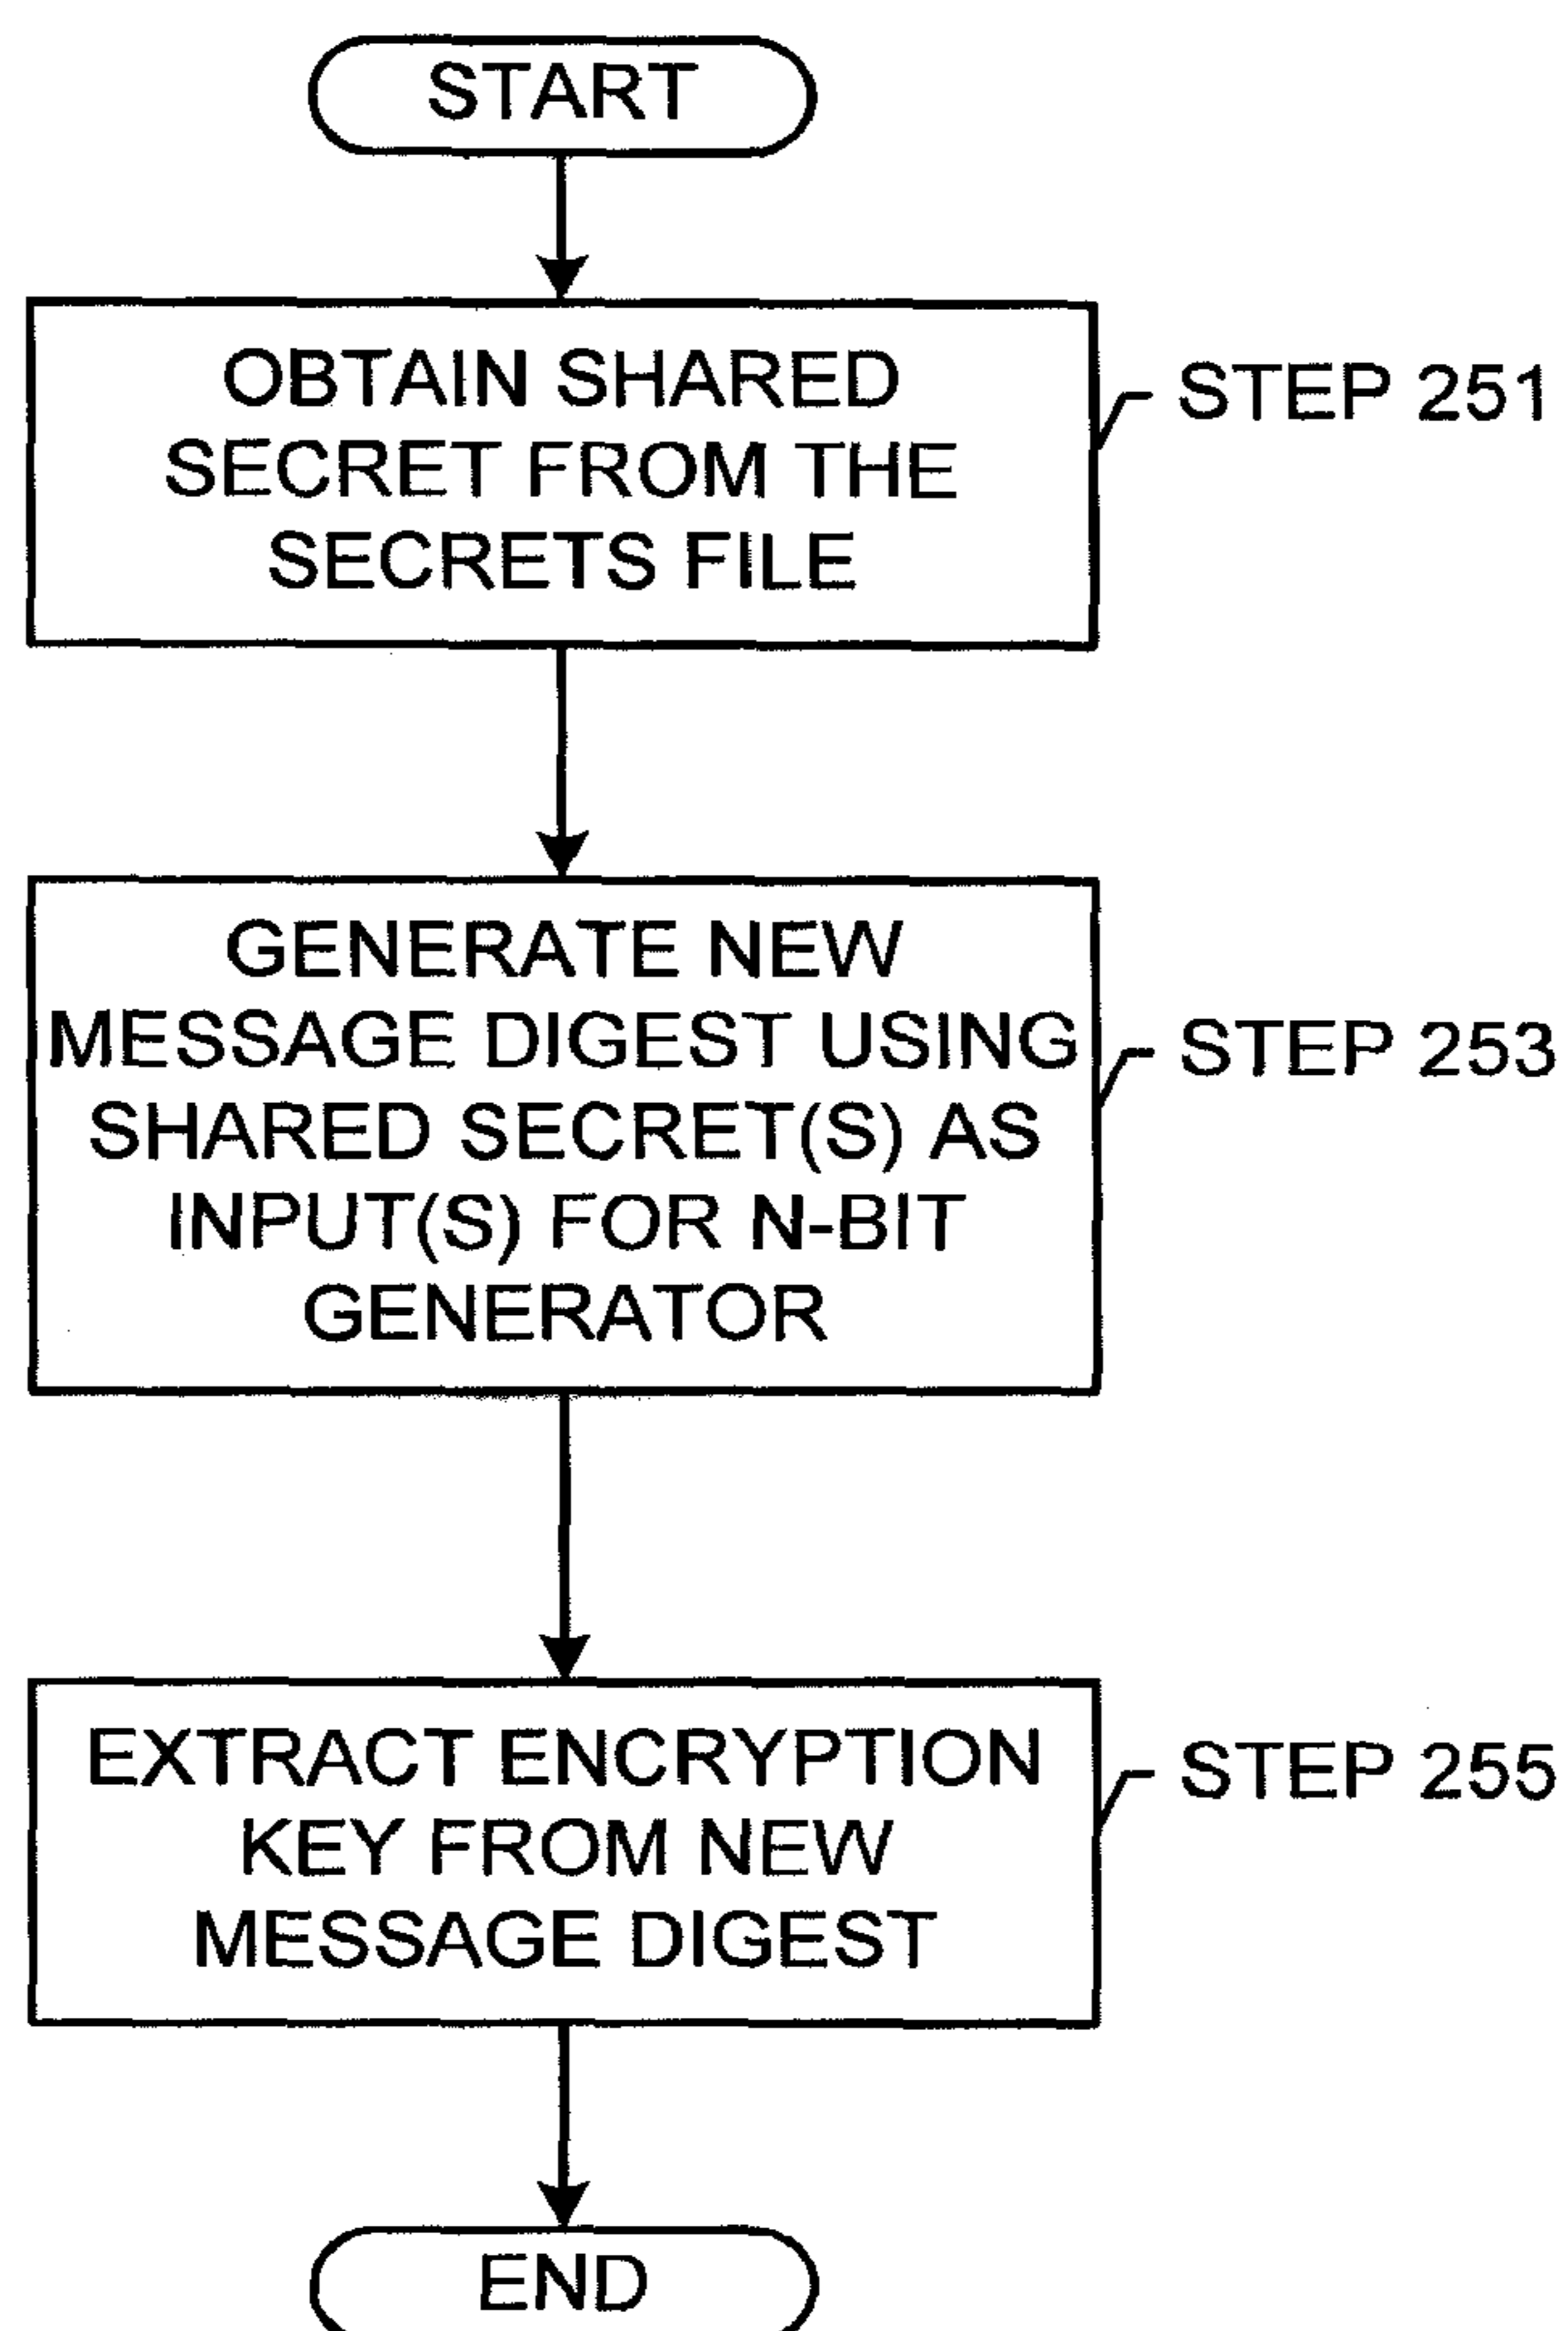 START
OBTAIN SHARED
SECRET FROM THE
SECRETS FILE
STEP 251
GENERATE NEW
MESSAGE DIGEST USING
SHARED SECRET(S) AS
INPUT(S) FOR N-BIT
GENERATOR
STEP 253
EXTRACT ENCRYPTION
KEY FROM NEW
MESSAGE DIGEST
STEP 255
END